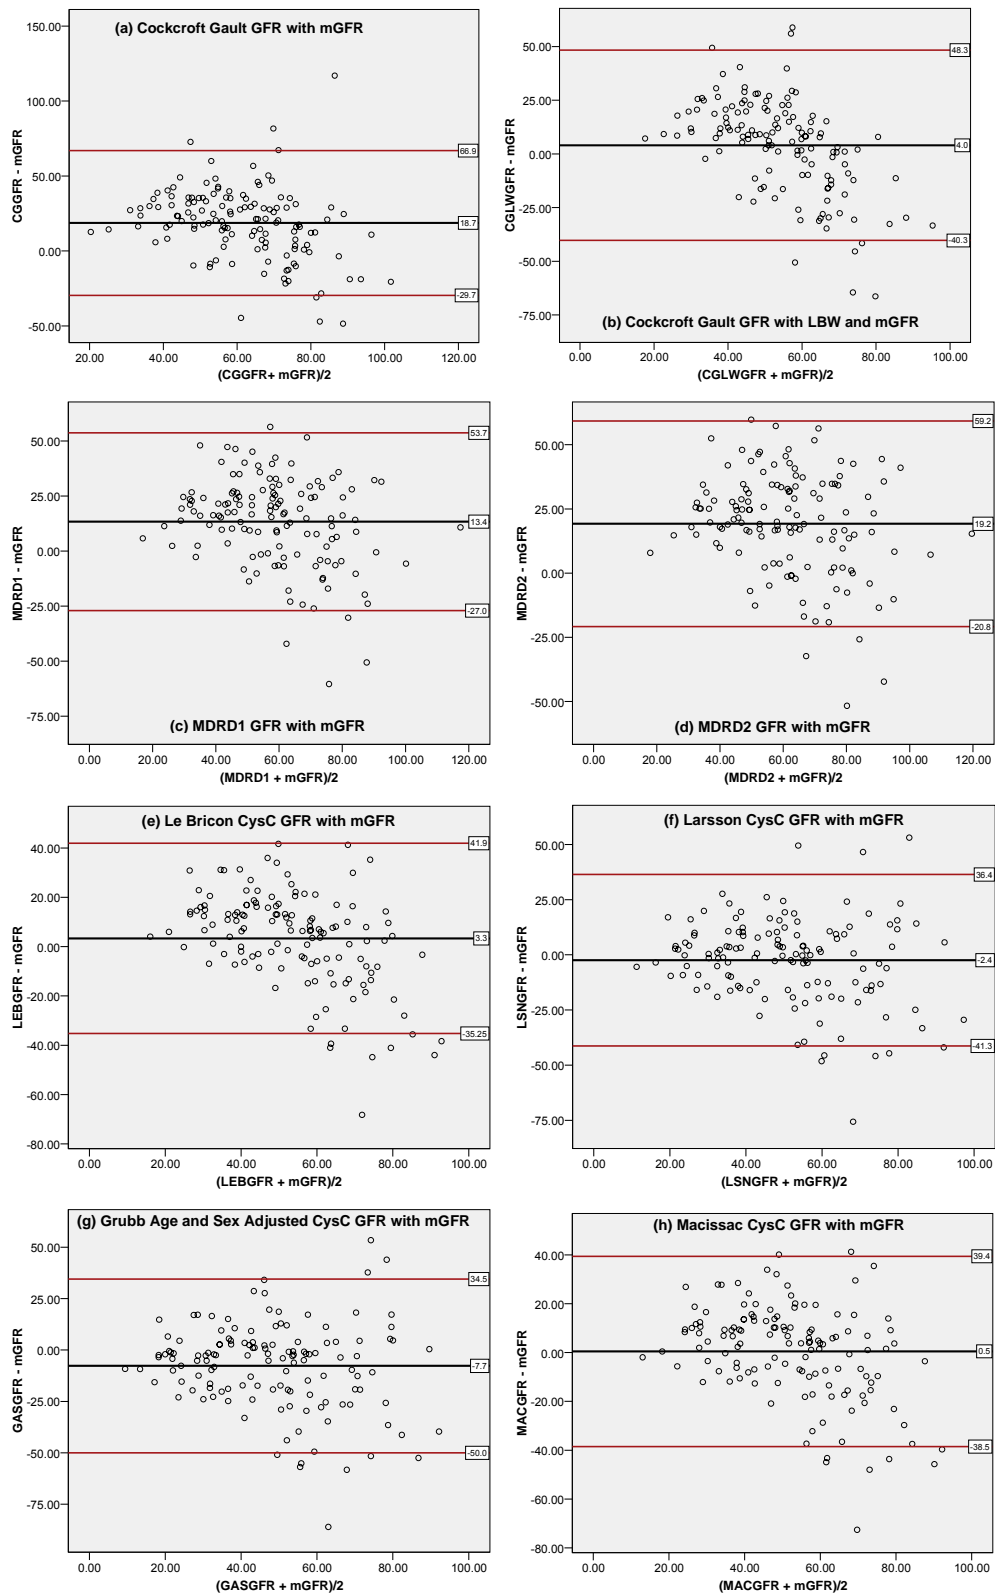 (a) Cockcroft Gault GFR with mGFR
150.00
100.00
50.00
0.00
-50.00
CGGFR - mGFR
66.9
18.7
-29.7
20.00 40.00 60.00 80.00 100.00 120.00
(CGGFR+ mGFR)/2
50.00
25.00
0.00
-25.00
-50.00
-75.00
CGLWGFR - mGFR
48.3
4.0
-40.3
(b) Cockcroft Gault GFR with LBW and mGFR
0.00 20.00 40.00 60.00 80.00 100.00
(CGLWGFR + mGFR)/2
50.00
25.00
0.00
-25.00
-50.00
-75.00
MDRD1 - mGFR
53.7
13.4
-27.0
(c) MDRD1 GFR with mGFR
0.00 20.00 40.00 60.00 80.00 100.00 120.00
(MDRD1 + mGFR)/2
50.00
25.00
0.00
-25.00
-50.00
MDRD2 - mGFR
59.2
19.2
-20.8
(d) MDRD2 GFR with mGFR
0.00 20.00 40.00 60.00 80.00 100.00 120.00
(MDRD2 + mGFR)/2
(e) Le Bricon CysC GFR with mGFR
40.00
20.00
0.00
-20.00
-40.00
-60.00
-80.00
LEBGFR - mGFR
41.9
3.3
-35.25
0.00 20.00 40.00 60.00 80.00 100.00
(LEBGFR + mGFR)/2
(f) Larsson CysC GFR with mGFR
50.00
25.00
0.00
-25.00
-50.00
-75.00
LSNGFR - mGFR
36.4
-2.4
-41.3
0.00 20.00 40.00 60.00 80.00 100.00
(LSNGFR + mGFR)/2
(g) Grubb Age and Sex Adjusted CysC GFR with mGFR
50.00
25.00
0.00
-25.00
-50.00
-75.00
GASGFR - mGFR
34.5
-7.7
-50.0
0.00 20.00 40.00 60.00 80.00 100.00
(GASGFR + mGFR)/2
(h) Macissac CysC GFR with mGFR
40.00
20.00
0.00
-20.00
-40.00
-60.00
-80.00
MACGFR - mGFR
39.4
0.5
-38.5
0.00 20.00 40.00 60.00 80.00 100.00
(MACGFR + mGFR)/2